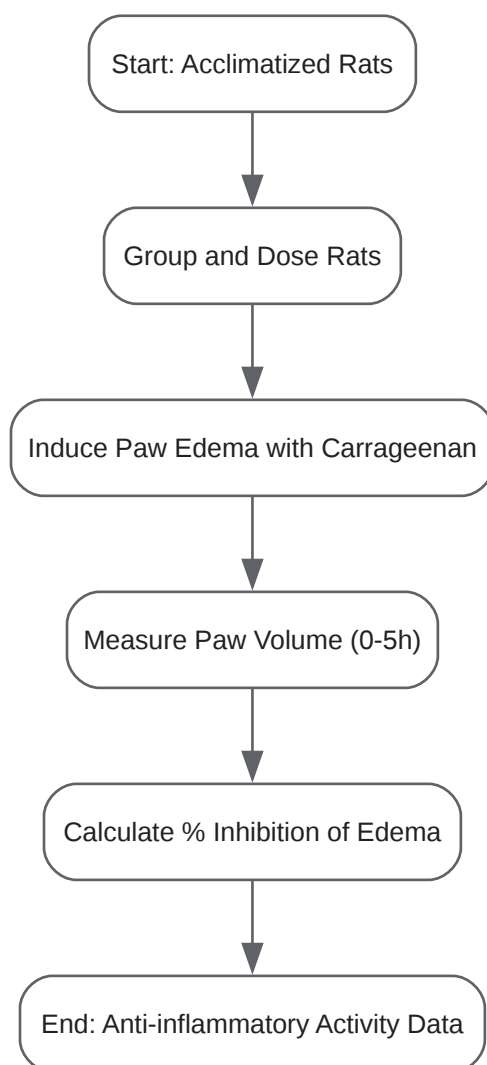 Start: Acclimatized Rats
Group and Dose Rats
Induce Paw Edema with Carrageenan
Measure Paw Volume (0-5h)
Calculate % Inhibition of Edema
End: Anti-inflammatory Activity Data